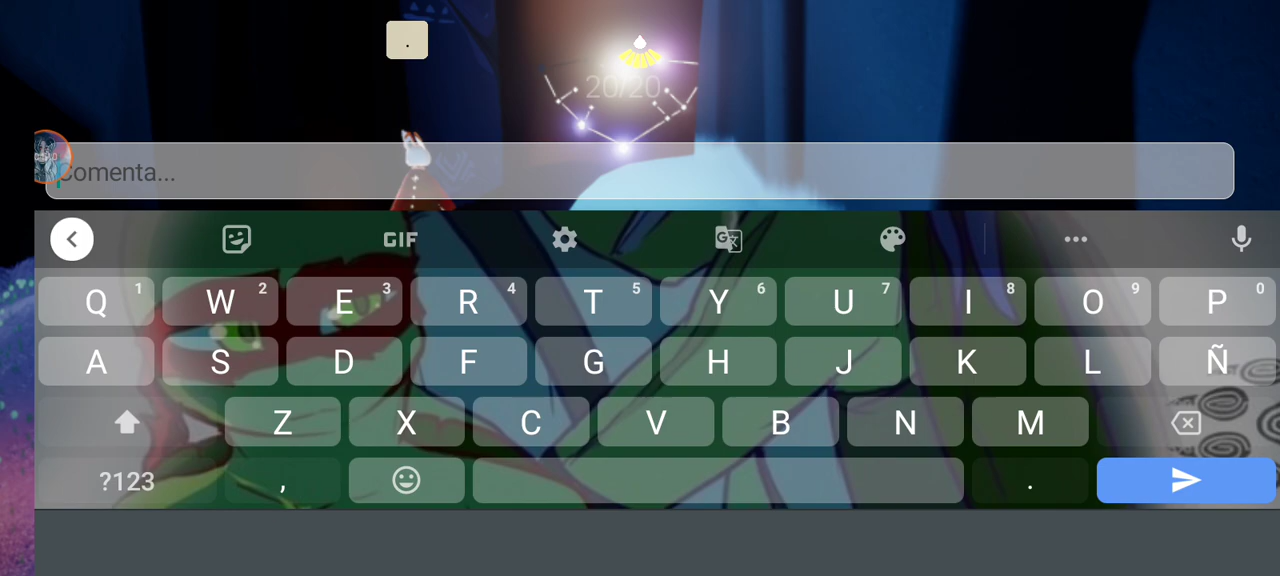 .
20/20
Comenta...
GIF
G
Q 1 W 2 E 3 R 4 T 5 Y 6 U 7 I 8 O 9 P 0
A S D F G H J K L Ñ
Z X C V B N M
?123 , .